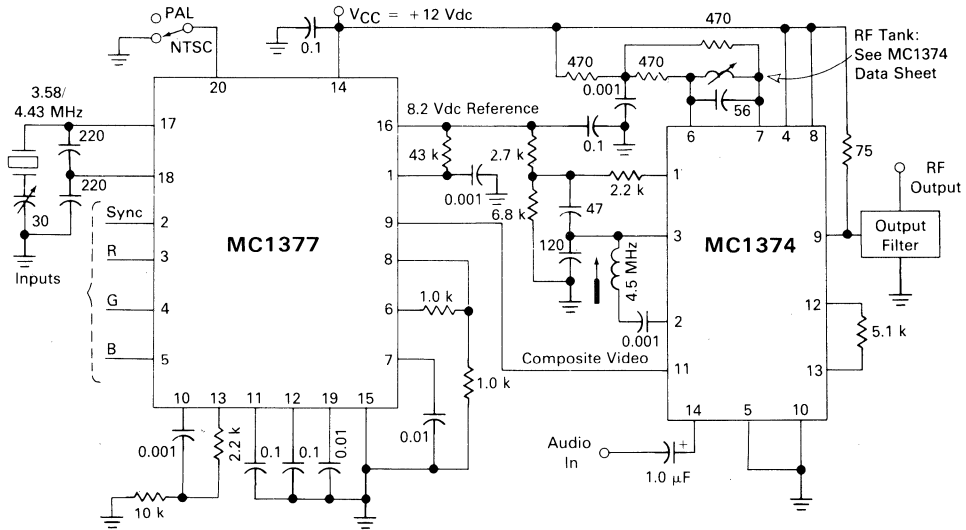 PAL
NTSC
VCC = +12 Vdc
0.1
470
470
470
RF Tank:
See MC1374
Data Sheet
20
14
0.001
56
3.58/
4.43 MHz
8.2 Vdc Reference
17
220
16
0.1
6
7
4
8
43 k
2.7 k
75
RF
Output
18
220
1
0.001
2.2 k
1
30
6.8 k
47
Sync
2
9
MC1377
120
3
MC1374
9
Output
Filter
R
3
Inputs
8
4.5 MHz
G
4
6
1.0 k
2
0.001
12
5.1 k
B
5
7
Composite Video
11
13
1.0 k
10
13
11
12
19
15
0.01
14
5
10
0.001
2.2 k
0.1
0.1
0.01
Audio
In
+
1.0 μF
10 k